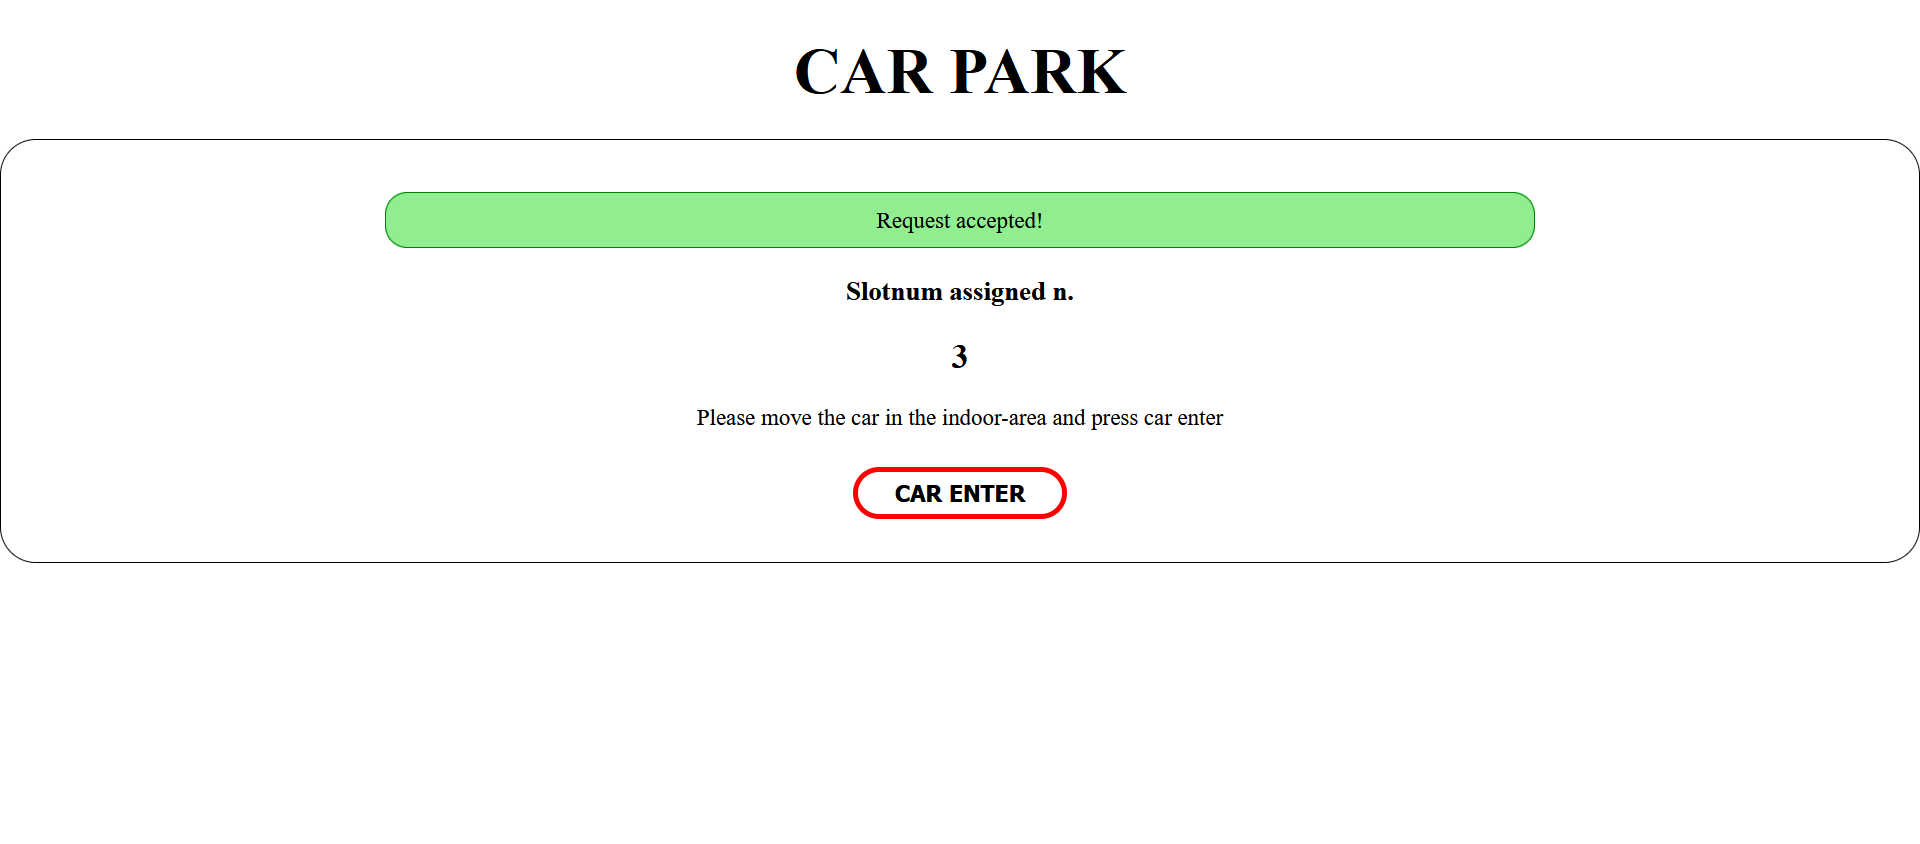 CAR PARK
Request accepted!
Slotnum assigned n.
3
Please move the car in the indoor-area and press car enter
CAR ENTER